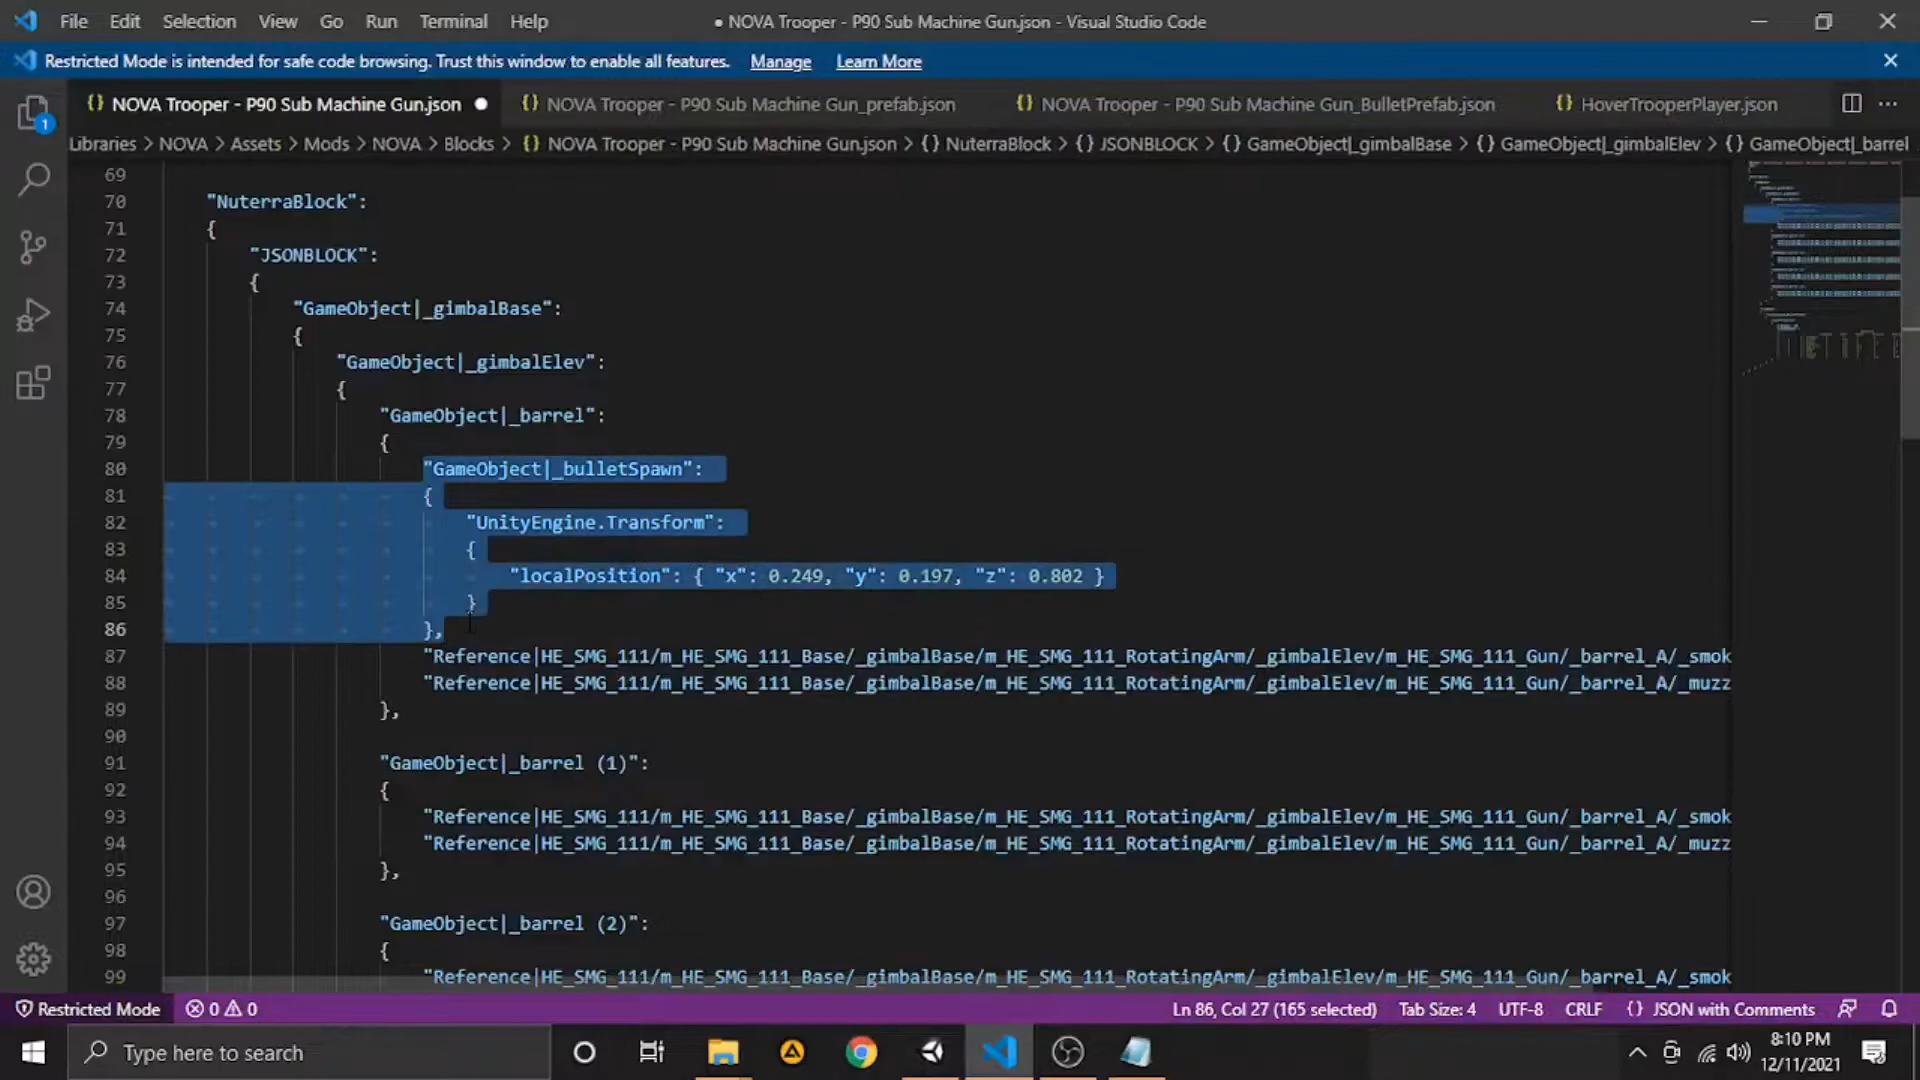 File Edit Selection View Go Run Terminal Help
● NOVA Trooper - P90 Sub Machine Gun.json - Visual Studio Code
Restricted Mode is intended for safe code browsing. Trust this window to enable all features. Manage Learn More
{} NOVA Trooper - P90 Sub Machine Gun.json ● {} NOVA Trooper - P90 Sub Machine Gun_prefab.json {} NOVA Trooper - P90 Sub Machine Gun_BulletPrefab.json {} HoverTrooperPlayer.json ...
1
Libraries > NOVA > Assets > Mods > NOVA > Blocks > {} NOVA Trooper - P90 Sub Machine Gun.json > {} NuterraBlock > {} JSONBLOCK > {} GameObject|_gimbalBase > {} GameObject|_gimbalElev > {} GameObject|_barrel
69
70 "NuterraBlock":
71 {
72 "JSONBLOCK":
73 {
74 "GameObject|_gimbalBase":
75 {
76 "GameObject|_gimbalElev":
77 {
78 "GameObject|_barrel":
79 {
80 "GameObject|_bulletSpawn":
81 {
82 "UnityEngine.Transform":
83 {
84 "localPosition": { "x": 0.249, "y": 0.197, "z": 0.802 }
85 }
86 },
87 "Reference|HE_SMG_111/m_HE_SMG_111_Base/_gimbalBase/m_HE_SMG_111_RotatingArm/_gimbalElev/m_HE_SMG_111_Gun/_barrel_A/_smok
88 "Reference|HE_SMG_111/m_HE_SMG_111_Base/_gimbalBase/m_HE_SMG_111_RotatingArm/_gimbalElev/m_HE_SMG_111_Gun/_barrel_A/_muzz
89 },
90
91 "GameObject|_barrel (1)":
92 {
93 "Reference|HE_SMG_111/m_HE_SMG_111_Base/_gimbalBase/m_HE_SMG_111_RotatingArm/_gimbalElev/m_HE_SMG_111_Gun/_barrel_A/_smok
94 "Reference|HE_SMG_111/m_HE_SMG_111_Base/_gimbalBase/m_HE_SMG_111_RotatingArm/_gimbalElev/m_HE_SMG_111_Gun/_barrel_A/_muzz
95 },
96
97 "GameObject|_barrel (2)":
98 {
99 "Reference|HE_SMG_111/m_HE_SMG_111_Base/_gimbalBase/m_HE_SMG_111_RotatingArm/_gimbalElev/m_HE_SMG_111_Gun/_barrel_A/_smok
Restricted Mode 0 0 Ln 86, Col 27 (165 selected) Tab Size: 4 UTF-8 CRLF {} JSON with Comments
Type here to search
8:10 PM
12/11/2021